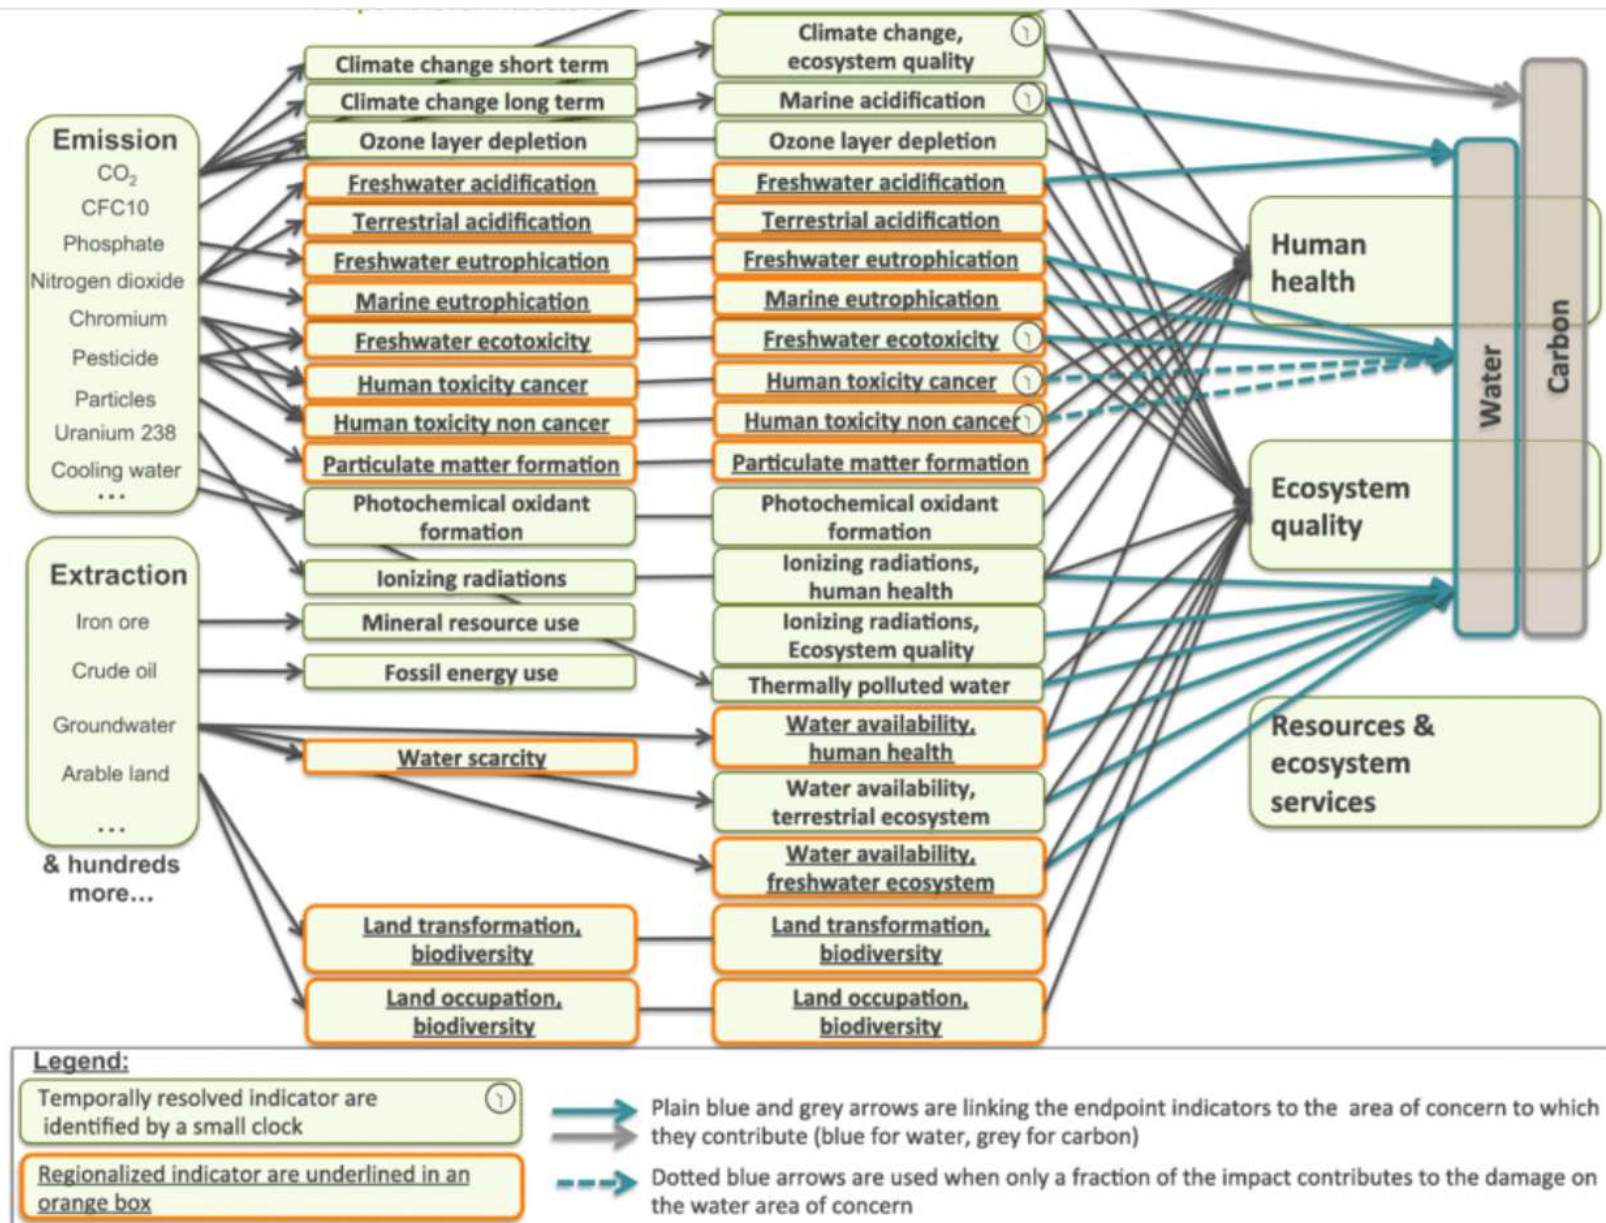 Emission
CO₂
CFC10
Phosphate
Nitrogen dioxide
Chromium
Pesticide
Particles
Uranium 238
Cooling water
...
Extraction
Iron ore
Crude oil
Groundwater
Arable land
...
& hundreds
more...
Climate change short term
Climate change long term
Ozone layer depletion
Freshwater acidification
Terrestrial acidification
Freshwater eutrophication
Marine eutrophication
Freshwater ecotoxicity
Human toxicity cancer
Human toxicity non cancer
Particulate matter formation
Photochemical oxidant
formation
Ionizing radiations
Mineral resource use
Fossil energy use
Water scarcity
Land transformation,
biodiversity
Land occupation,
biodiversity
Climate change,
ecosystem quality
Marine acidification
Ozone layer depletion
Freshwater acidification
Terrestrial acidification
Freshwater eutrophication
Marine eutrophication
Freshwater ecotoxicity
Human toxicity cancer
Human toxicity non cancer
Particulate matter formation
Photochemical oxidant
formation
Ionizing radiations,
human health
Ionizing radiations,
Ecosystem quality
Thermally polluted water
Water availability,
human health
Water availability,
terrestrial ecosystem
Water availability,
freshwater ecosystem
Land transformation,
biodiversity
Land occupation,
biodiversity
Human
health
Ecosystem
quality
Resources &
ecosystem
services
Water
Carbon
Legend:
Temporally resolved indicator are
identified by a small clock
Regionalized indicator are underlined in an
orange box
Plain blue and grey arrows are linking the endpoint indicators to the area of concern to which
they contribute (blue for water, grey for carbon)
Dotted blue arrows are used when only a fraction of the impact contributes to the damage on
the water area of concern